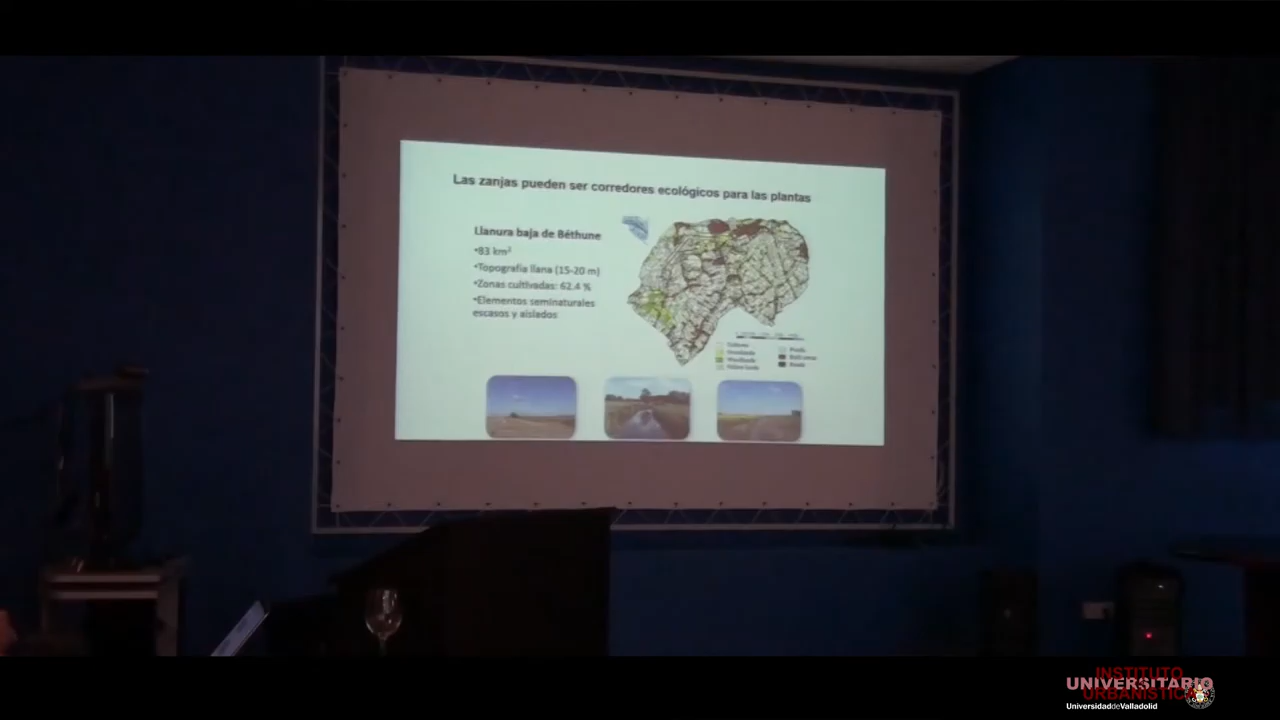 Las zanjas pueden ser corredores ecológicos para las plantas
Llanura baja de Béthune
•83 km²
•Topografía llana (15-20 m)
•Zonas cultivadas: 62.4 %
•Elementos seminaturales
escasos y aislados
INSTITUTO
UNIVERSITARIO
URBANÍSTICA
UniversidaddeValladolid